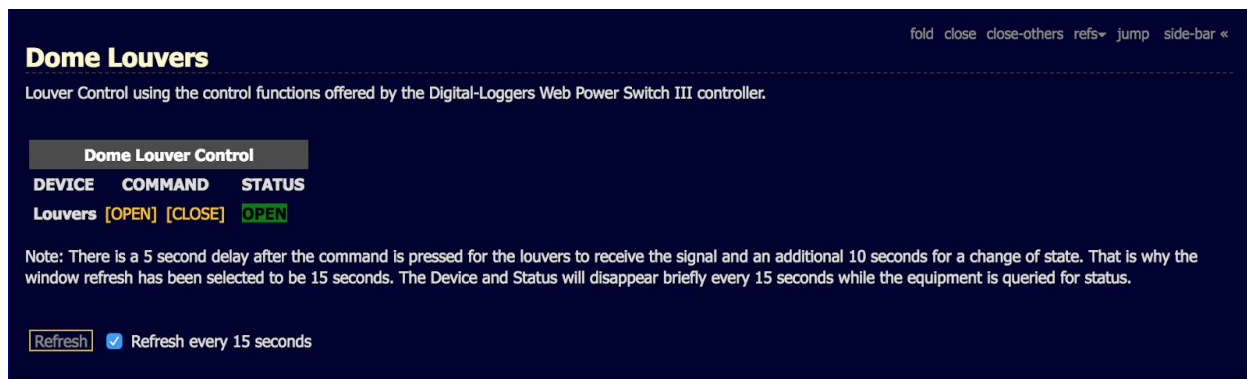 fold close close-others refs▾ jump side-bar «
Dome Louvers
Louver Control using the control functions offered by the Digital-Loggers Web Power Switch III controller.
Dome Louver Control
DEVICE COMMAND STATUS
Louvers [OPEN] [CLOSE] OPEN
Note: There is a 5 second delay after the command is pressed for the louvers to receive the signal and an additional 10 seconds for a change of state. That is why the
window refresh has been selected to be 15 seconds. The Device and Status will disappear briefly every 15 seconds while the equipment is queried for status.
Refresh Refresh every 15 seconds